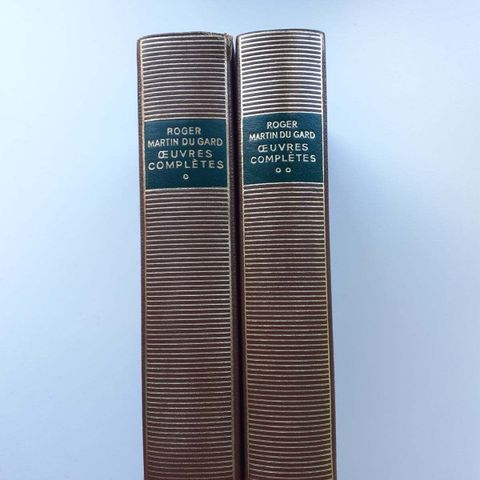 ROGER
MARTIN DU GARD
ŒUVRES
COMPLÈTES
ROGER
MARTIN DU GARD
ŒUVRES
COMPLÈTES